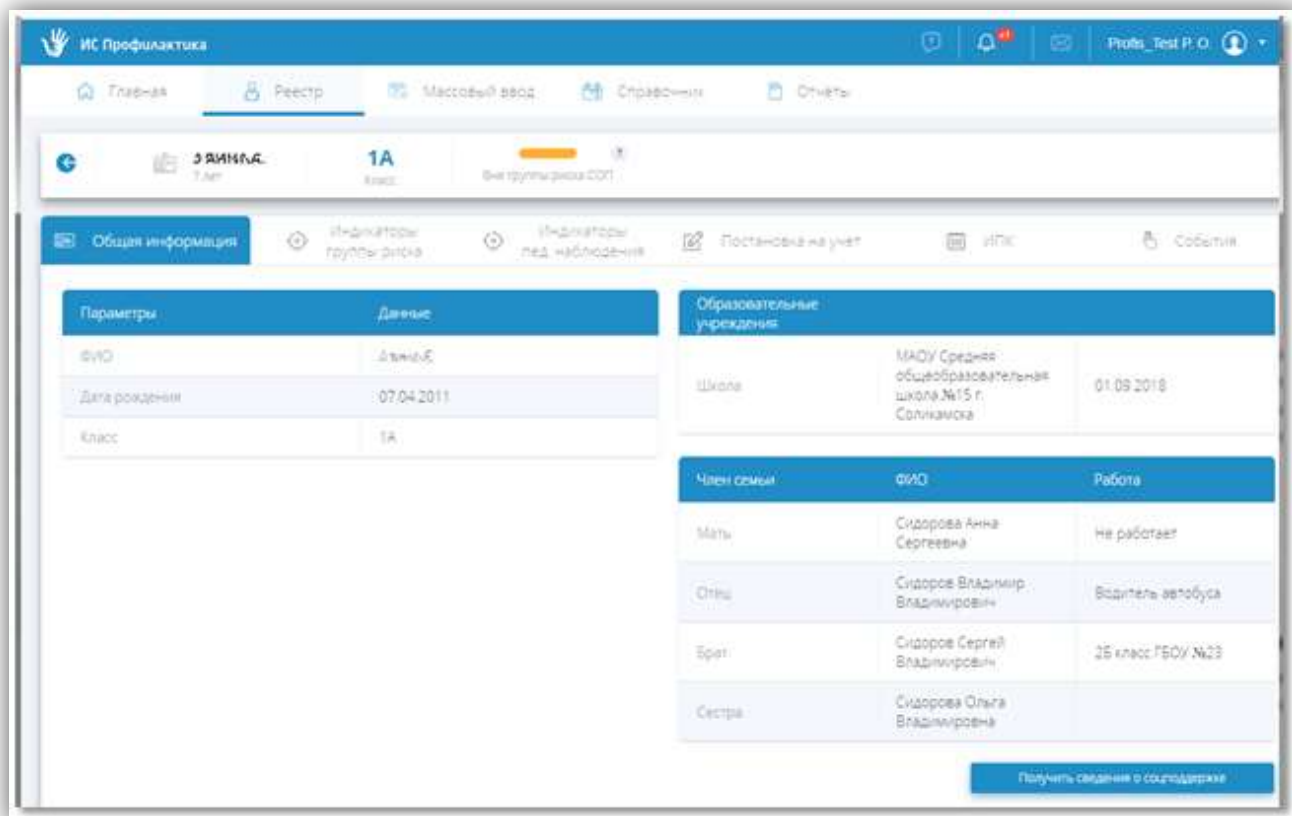 ИС Профилактика
Profis_Test P. O.
Главная
Реестр
Массовый ввод
Справочник
Отчеты
7 лет
1А
Класс
Вне группы риска СОП
Общая информация
Индикаторы
группы риска
Индикаторы
пед. наблюдения
Постановка на учет
ИПК
События
Параметры
Данные
ФИО
Дата рождения
07.04.2011
Класс
1А
Образовательные
учреждения
Школа
МАОУ Средняя
общеобразовательная
школа №15 г.
Соликамска
01.09.2018
Член семьи
ФИО
Работа
Мать
Сидорова Анна
Сергеевна
Не работает
Отец
Сидоров Владимир
Владимирович
Водитель автобуса
Брат
Сидоров Сергей
Владимирович
2Б класс ГБОУ №23
Сестра
Сидорова Ольга
Владимировна
Получить сведения о соцподдержке